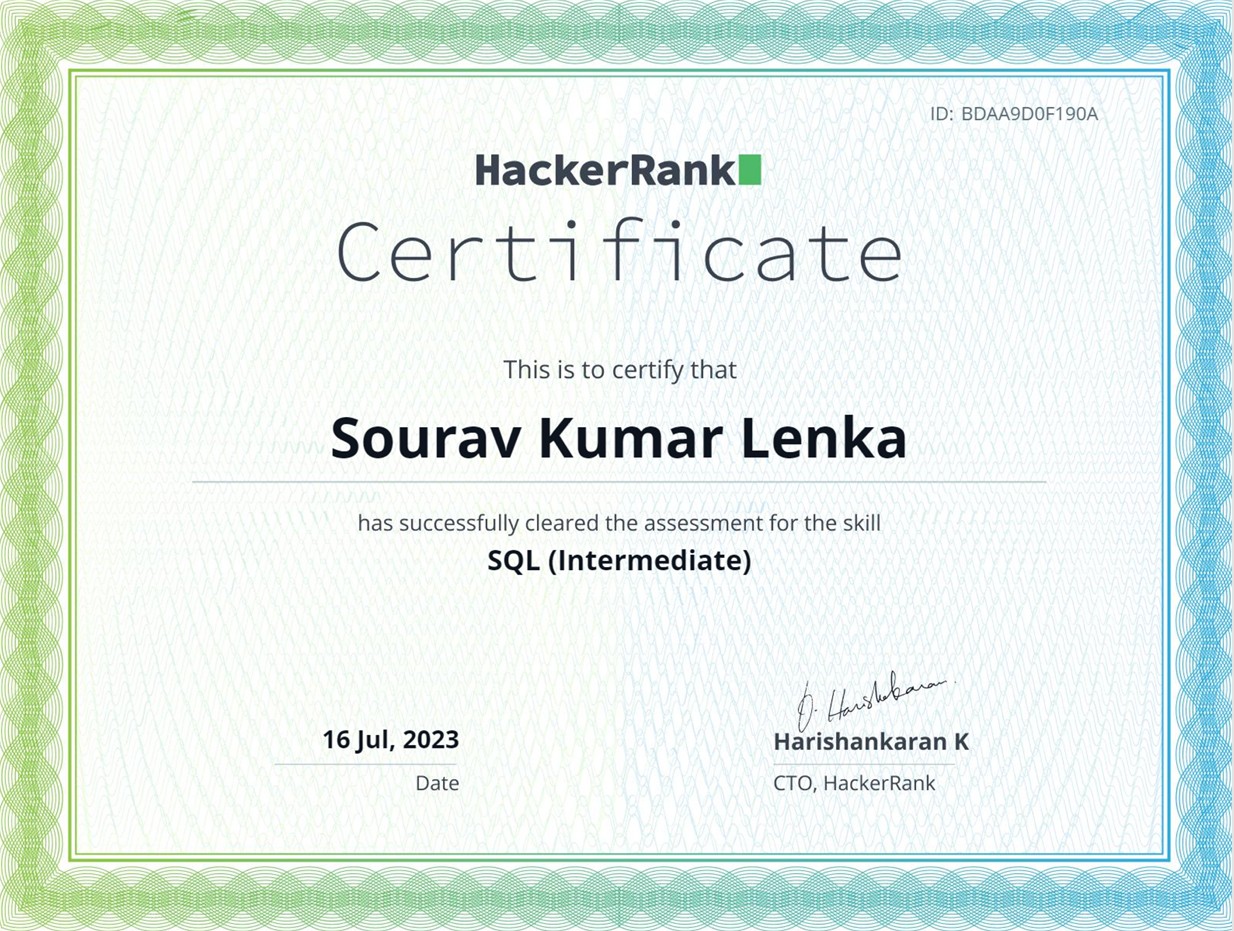 ID: BDAA9D0F190A
HackerRank
Certificate
This is to certify that
Sourav Kumar Lenka
has successfully cleared the assessment for the skill
SQL (Intermediate)
16 Jul, 2023
Date
Harishankaran K
CTO, HackerRank